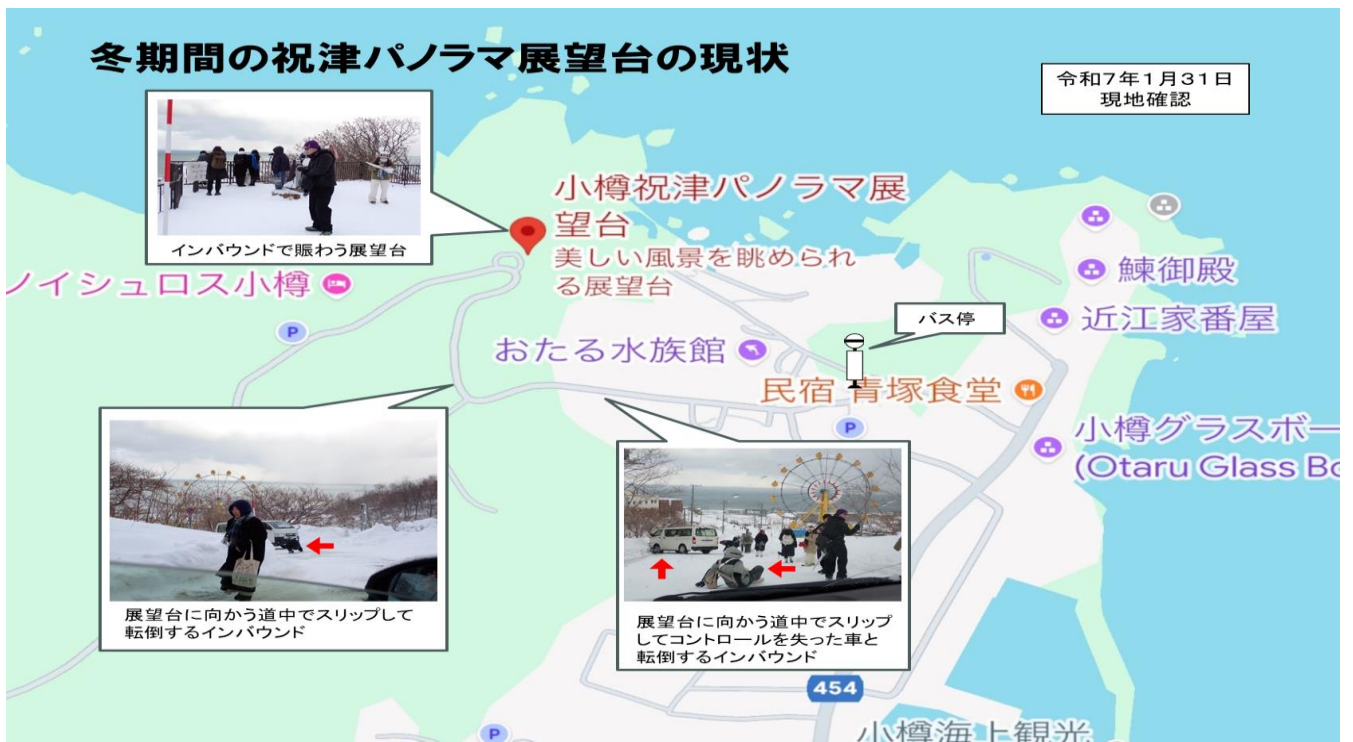 冬期間の祝津パノラマ展望台の現状
令和7年1月31日
現地確認
インバウンドで賑わう展望台
小樽祝津パノラマ展
望台
美しい風景を眺められ
る展望台
ノイシュロス小樽
P
バス停
鰊御殿
近江家番屋
おたる水族館
民宿 青塚食堂
P
小樽グラスボー
(Otaru Glass Bo
展望台に向かう道中でスリップして
転倒するインバウンド
展望台に向かう道中でスリップ
してコントロールを失った車と
転倒するインバウンド
454
小樽海上観光
P